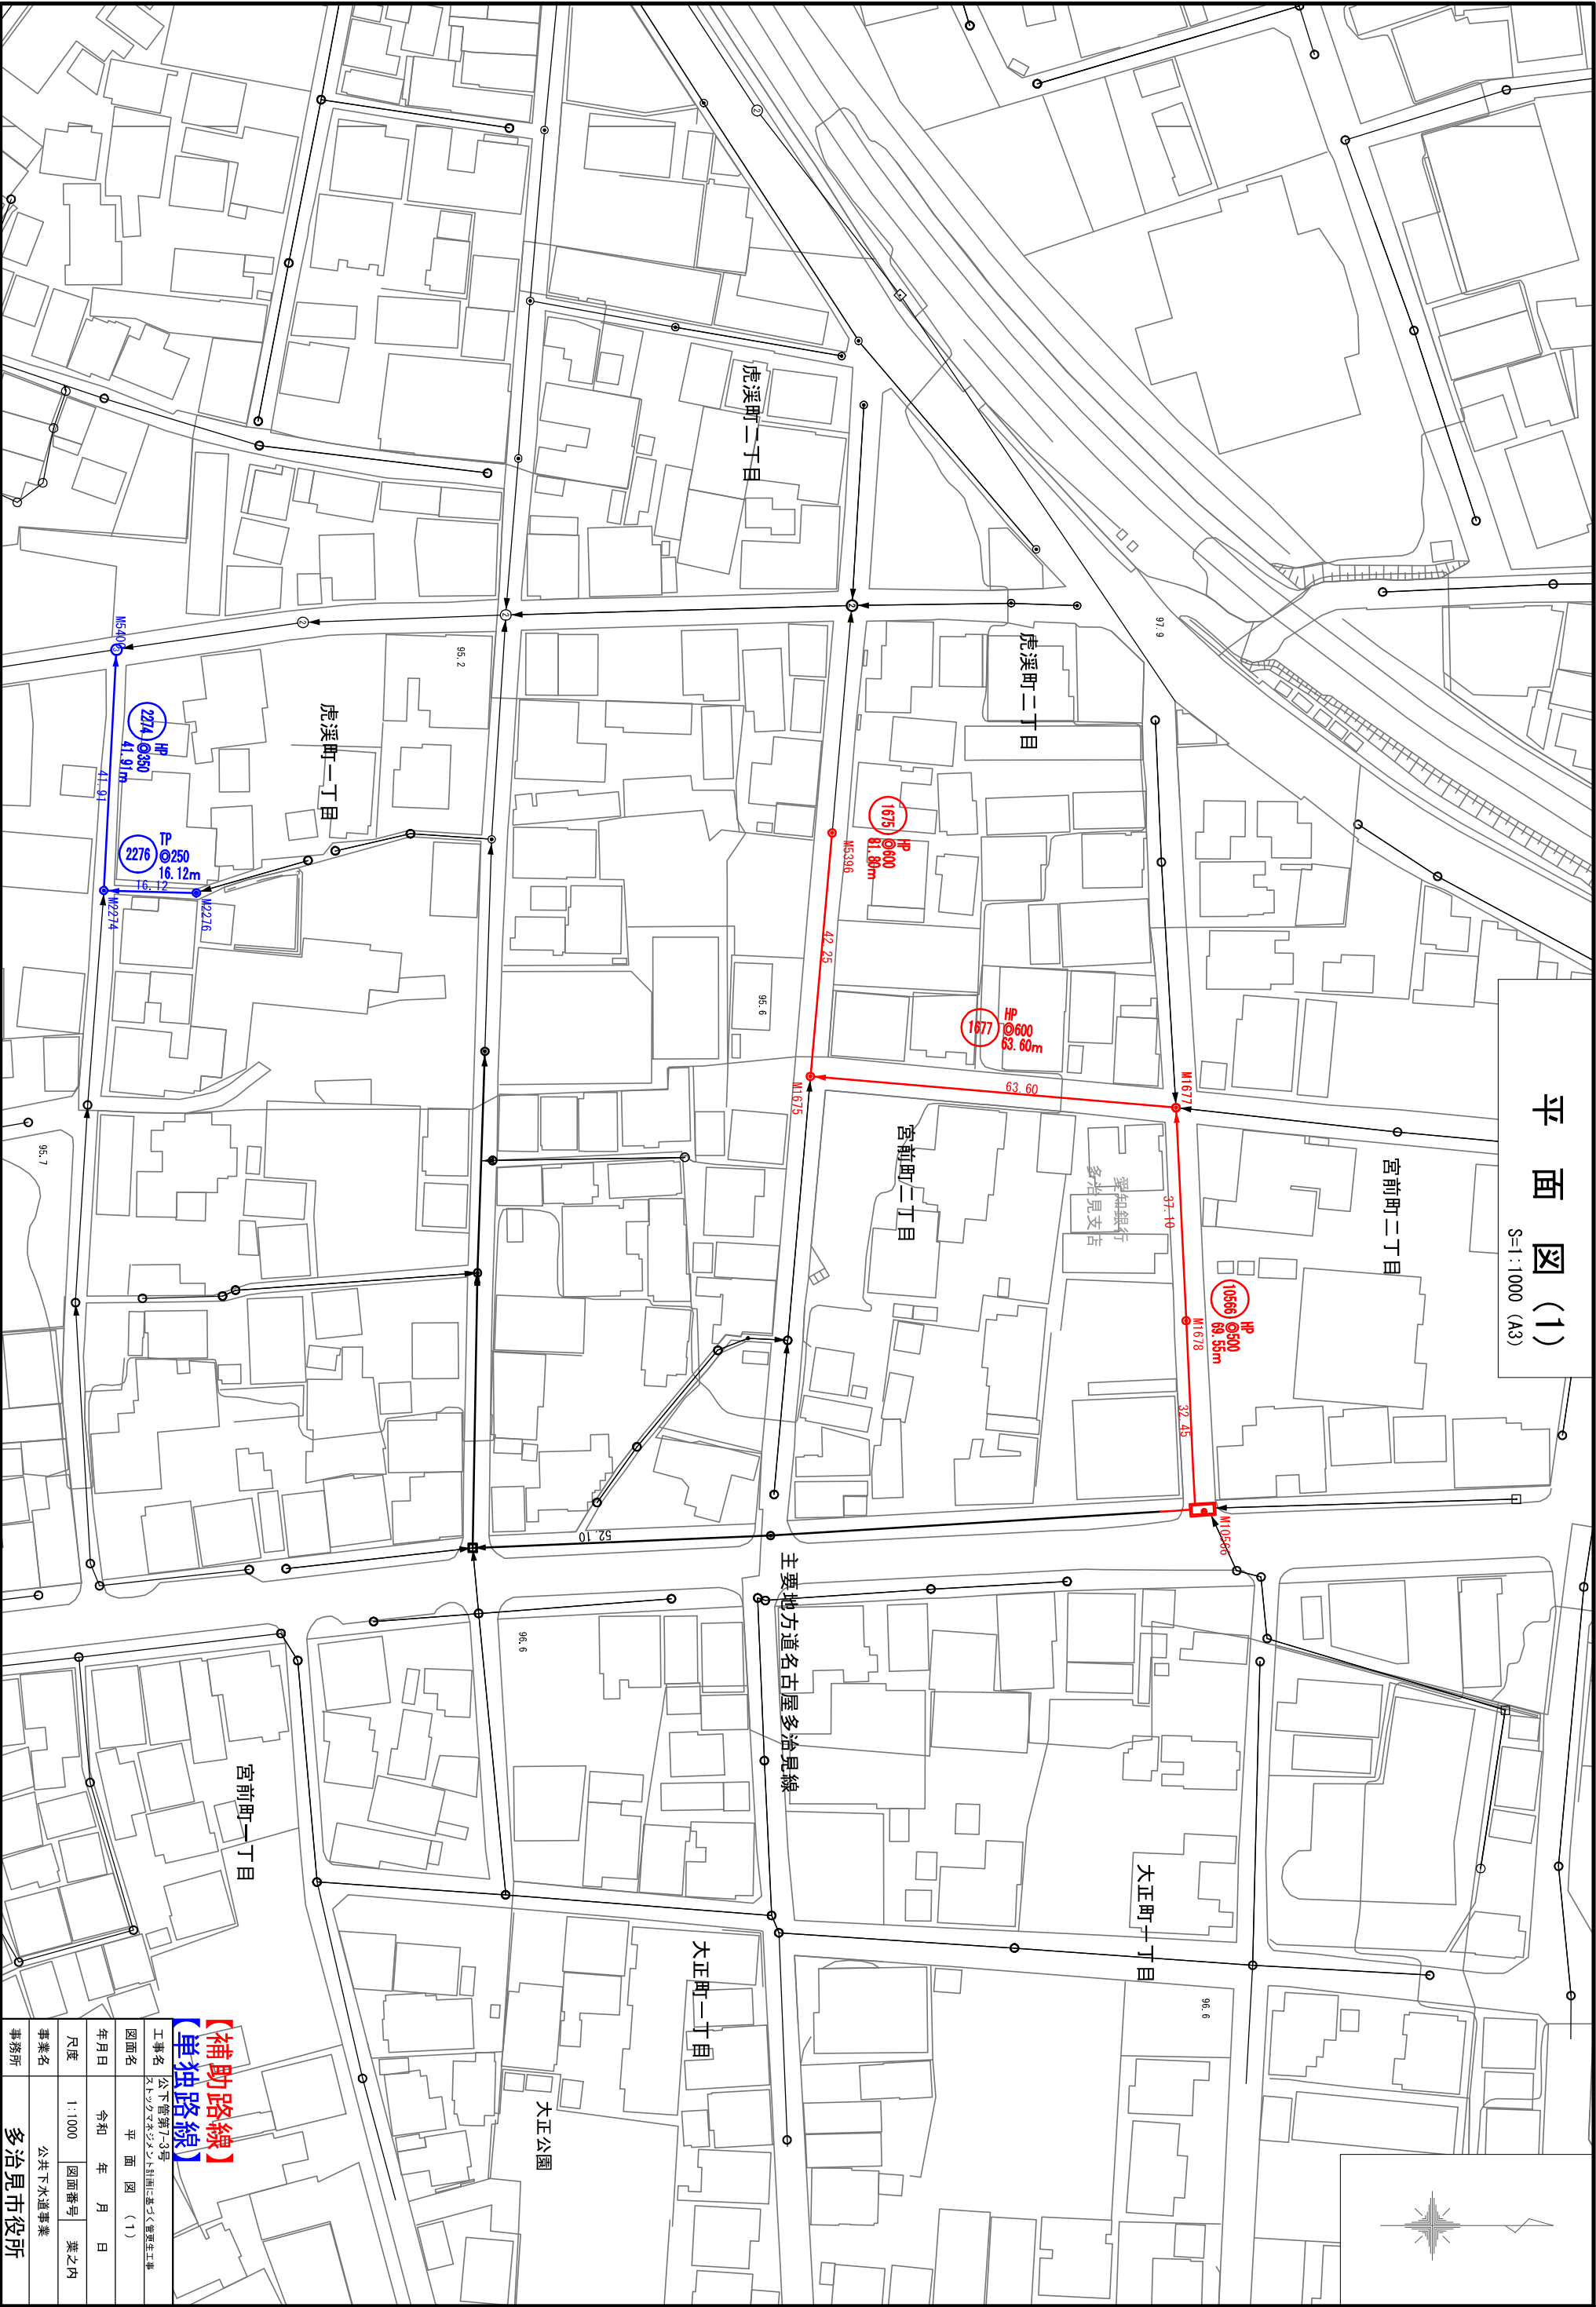 平面図(1)
S=1:1000 (A3)
虎渓町二丁目
虎渓町二丁目
97.9
95.2
虎渓町一丁目
2274
HP
◎350
41.91m
41.91
2276
TP
◎250
16.12m
16.12
M2274
M2276
1675
HP
◎600
81.80m
M5396
42.25
M1675
1677
HP
◎600
63.60m
63.60
M1677
95.6
95.7
宮前町二丁目
宮前町二丁目
愛知銀行
多治見支店
37.10
10566
HP
◎500
69.55m
M1678
32.45
M10566
52.10
主要地方道名古屋多治見線
96.6
宮前町一丁目
大正町一丁目
大正町一丁目
96.6
大正公園
【補助路線】
【単独路線】
工事名 公下管第7-3号
ストックマネジメント計画に基づく管更生工事
図面名 平面図 (1)
年月日 令和 年 月 日
尺度 1:1000 図面番号 葉之内
事業名 公共下水道事業
事務所 多治見市役所